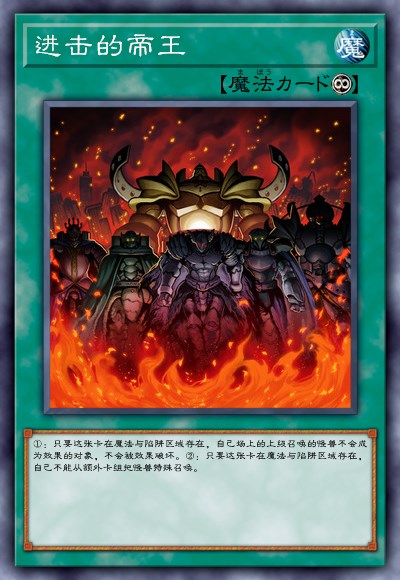 进击的帝王
魔
【魔法カード】
まほう
①：只要这张卡在魔法与陷阱区域存在，自己场上的上级召唤的怪兽不会成
为效果的对象，不会被效果破坏。②：只要这张卡在魔法与陷阱区域存在，
自己不能从额外卡组把怪兽特殊召唤。